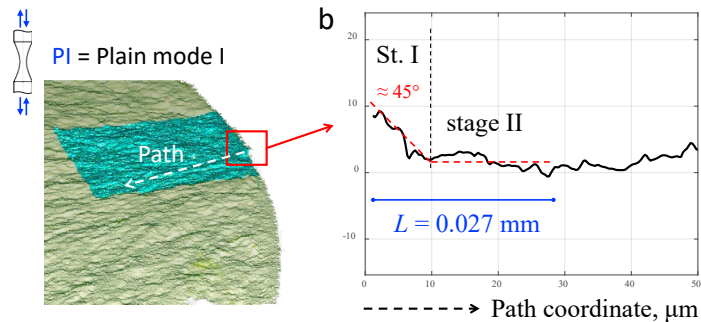 PI = Plain mode I
Path
b
St. I
≈ 45°
stage II
L = 0.027 mm
20
10
0
-10
0
10
20
30
40
50
Path coordinate, μm